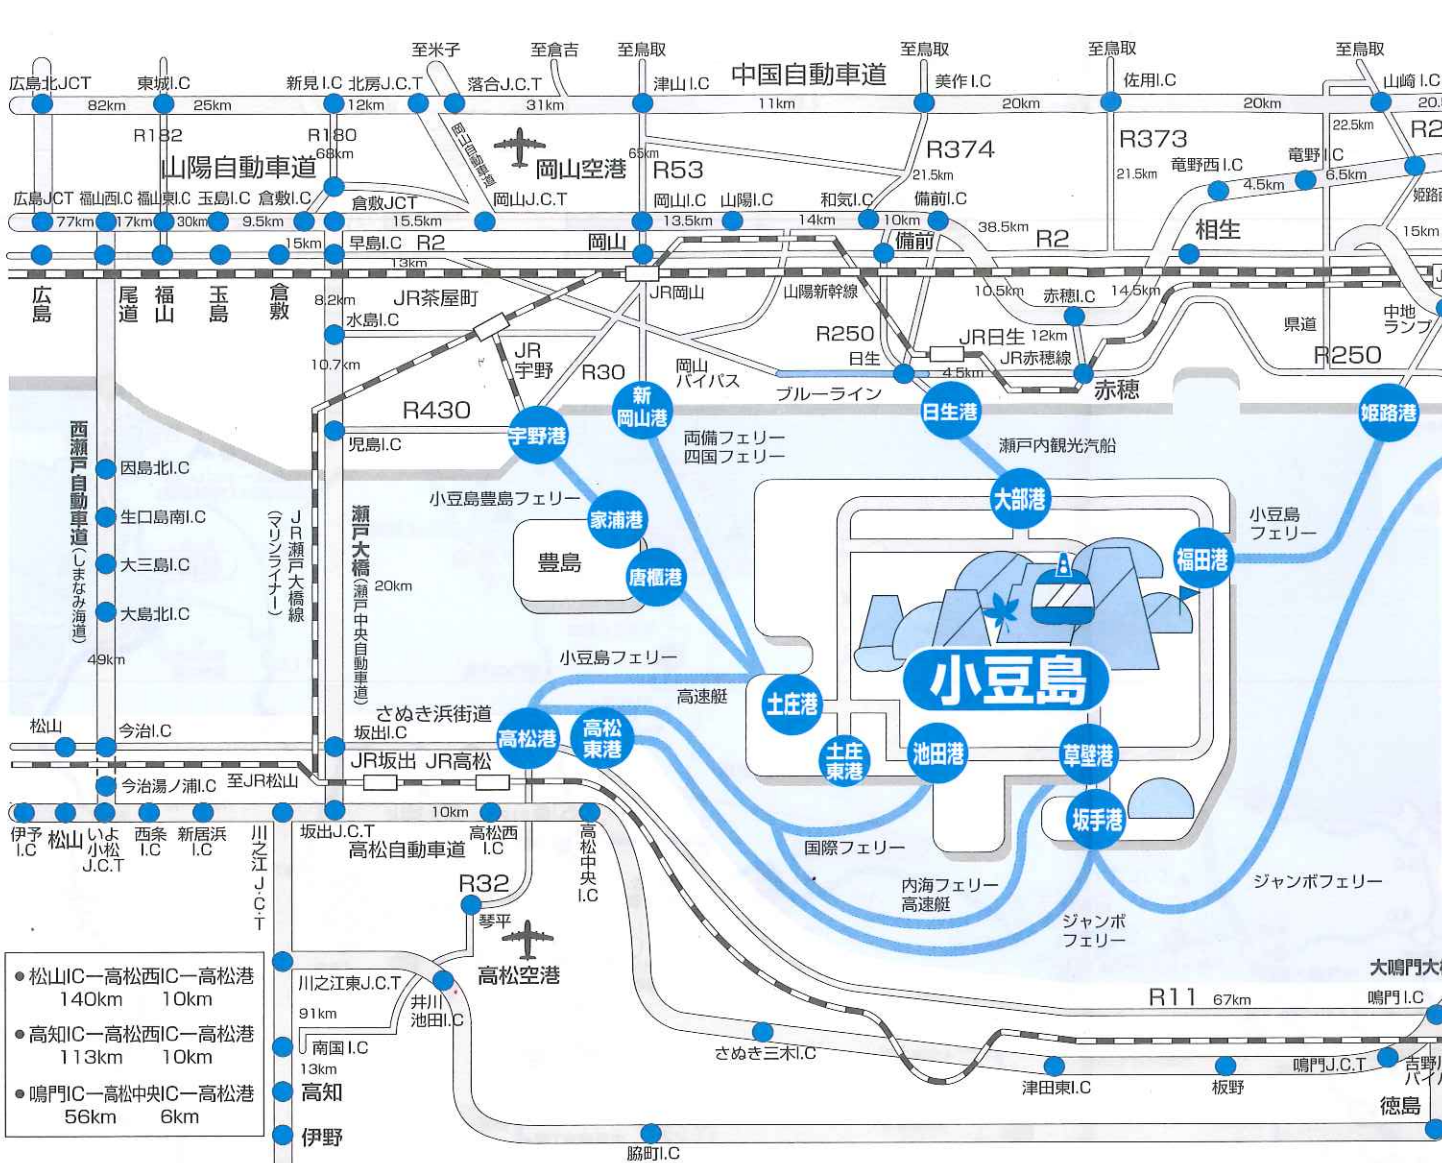 至米子
至倉吉
至鳥取
至鳥取
至鳥取
至鳥取
広島北JCT
東城I.C
新見I.C
北房J.C.T
落合J.C.T
津山I.C
中国自動車道
美作I.C
佐用I.C
山崎I.C
82km
25km
12km
31km
11km
20km
20km
R182
R180
68km
岡山自動車道
岡山空港
65km
R53
R374
21.5km
R373
21.5km
22.5km
竜野西I.C
竜野I.C
4.5km
6.5km
山陽自動車道
広島JCT
福山西I.C
福山東I.C
玉島I.C
倉敷I.C
倉敷JCT
岡山J.C.T
岡山I.C
山陽I.C
和気I.C
備前I.C
77km
17km
30km
9.5km
15.5km
13.5km
14km
10km
38.5km
15km
早島I.C
R2
13km
岡山
備前
R2
相生
15km
広島
尾道
福山
玉島
倉敷
8.2km
JR茶屋町
JR岡山
山陽新幹線
10.5km
赤穂I.C
14.5km
水島I.C
R250
JR日生
12km
県道
中地
ランプ
10.7km
JR
宇野
R30
岡山
バイパス
日生
4.5km
JR赤穂線
R250
ブルーライン
赤穂
R430
児島I.C
宇野港
新
岡山港
日生港
姫路港
両備フェリー
四国フェリー
瀬戸内観光汽船
西瀬戸自動車道(しまなみ海道)
因島北I.C
生口島南I.C
大三島I.C
大島北I.C
49km
JR瀬戸大橋線
(マリンライナー)
瀬戸大橋(瀬戸中央自動車道)
20km
小豆島豊島フェリー
家浦港
豊島
唐櫃港
大部港
福田港
小豆島
フェリー
小豆島
小豆島フェリー
高速艇
土庄港
土庄
東港
池田港
草壁港
坂手港
松山
今治I.C
さぬき浜街道
坂出I.C
高松港
高松
東港
JR坂出
JR高松
今治湯ノ浦I.C
至JR松山
10km
伊予
I.C
松山
いよ
小松
J.C.T
西条
I.C
新居浜
I.C
川之江J.C.T
坂出J.C.T
高松自動車道
高松西
I.C
高松中央I.C
国際フェリー
内海フェリー
高速艇
ジャンボ
フェリー
ジャンボフェリー
R32
琴平
高松空港
川之江東J.C.T
井川
池田I.C
91km
南国I.C
13km
高知
伊野
R11
67km
鳴門I.C
さぬき三木I.C
津田東I.C
板野
鳴門J.C.T
徳島
脇町I.C
●松山IC―高松西IC―高松港
140km 10km
●高知IC―高松西IC―高松港
113km 10km
●鳴門IC―高松中央IC―高松港
56km 6km